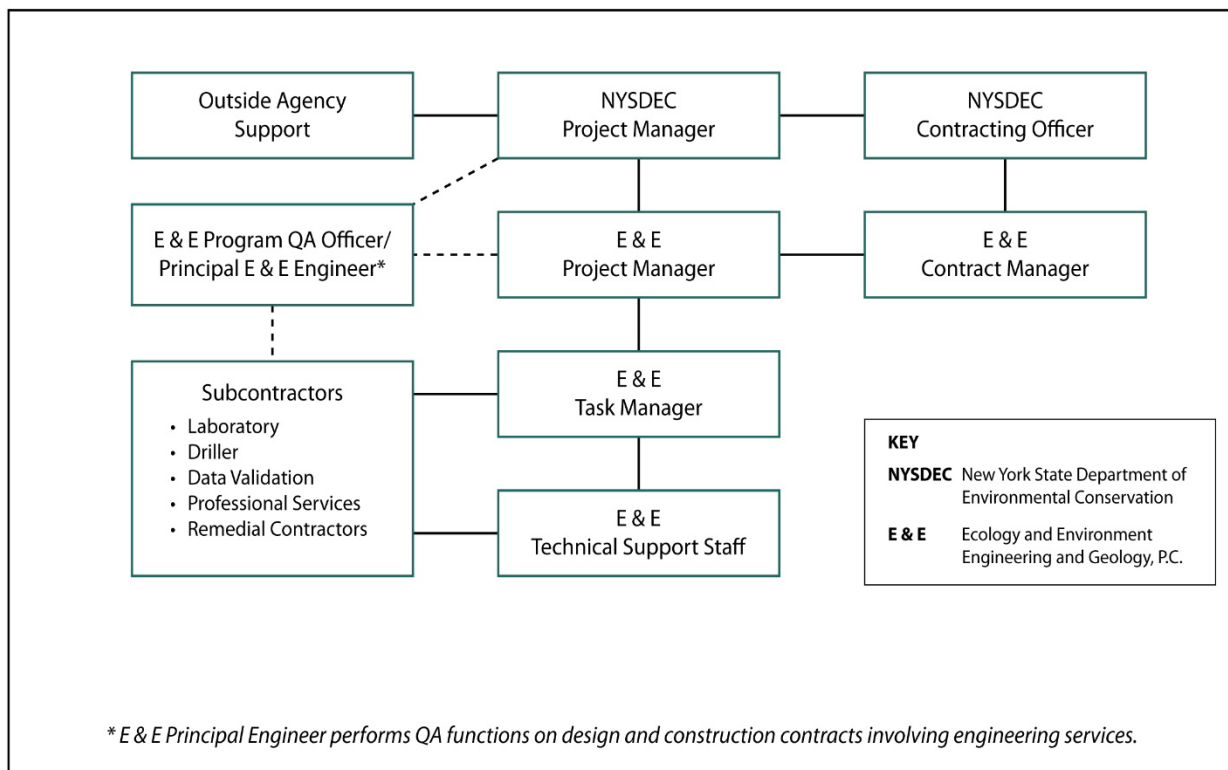 Outside Agency
Support
NYSDEC
Project Manager
NYSDEC
Contracting Officer
E & E Program QA Officer/
Principal E & E Engineer*
E & E
Project Manager
E & E
Contract Manager
Subcontractors
• Laboratory
• Driller
• Data Validation
• Professional Services
• Remedial Contractors
E & E
Task Manager
E & E
Technical Support Staff
KEY
NYSDEC New York State Department of
Environmental Conservation
E & E Ecology and Environment
Engineering and Geology, P.C.
* E & E Principal Engineer performs QA functions on design and construction contracts involving engineering services.